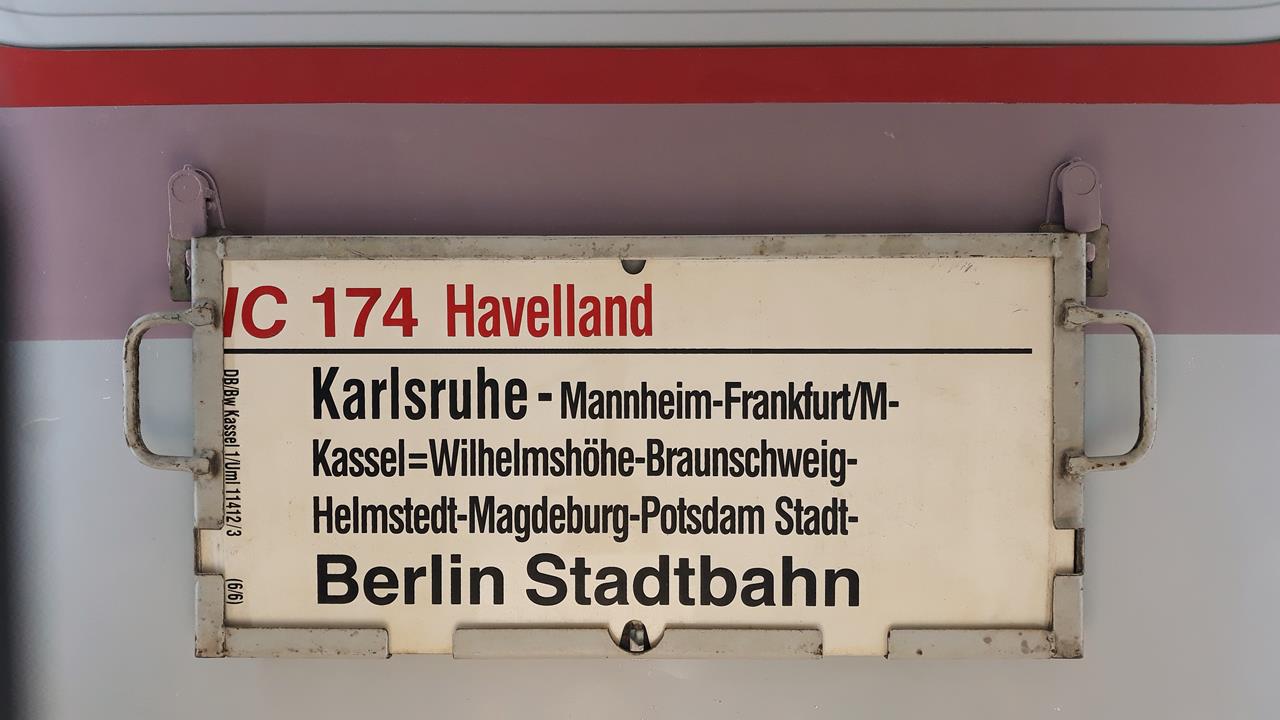 IC 174 Havelland
Karlsruhe - Mannheim-Frankfurt/M-
Kassel=Wilhelmshöhe-Braunschweig-
Helmstedt-Magdeburg-Potsdam Stadt-
Berlin Stadtbahn
DB/Bw Kassel 1/Uml 11412/3 (6/6)